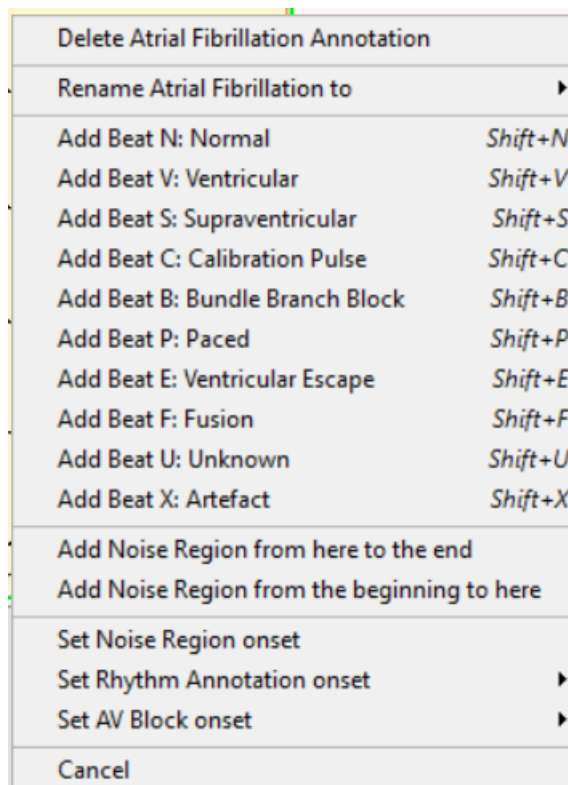 Delete Atrial Fibrillation Annotation
Rename Atrial Fibrillation to
Add Beat N: Normal Shift+N
Add Beat V: Ventricular Shift+V
Add Beat S: Supraventricular Shift+S
Add Beat C: Calibration Pulse Shift+C
Add Beat B: Bundle Branch Block Shift+B
Add Beat P: Paced Shift+P
Add Beat E: Ventricular Escape Shift+E
Add Beat F: Fusion Shift+F
Add Beat U: Unknown Shift+U
Add Beat X: Artefact Shift+X
Add Noise Region from here to the end
Add Noise Region from the beginning to here
Set Noise Region onset
Set Rhythm Annotation onset
Set AV Block onset
Cancel